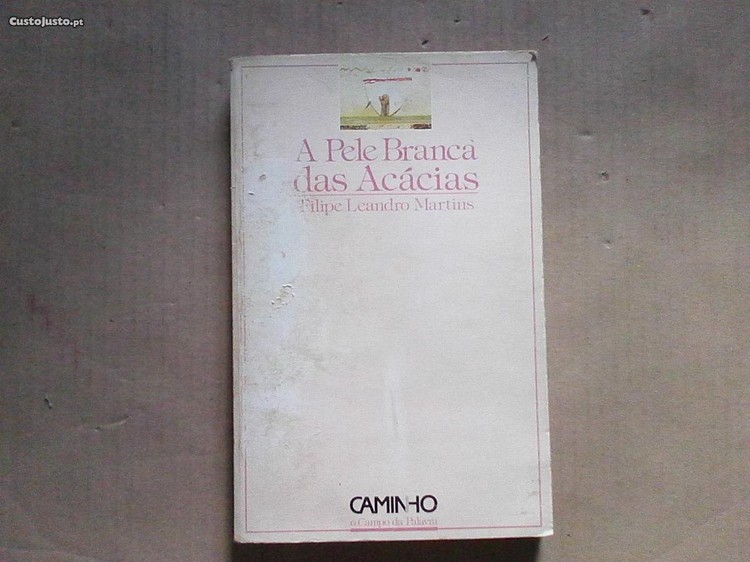 CustoJusto.pt
A Pele Branca
das Acácias
Filipe Leandro Martins
CAMINHO
o Campo da Palavra